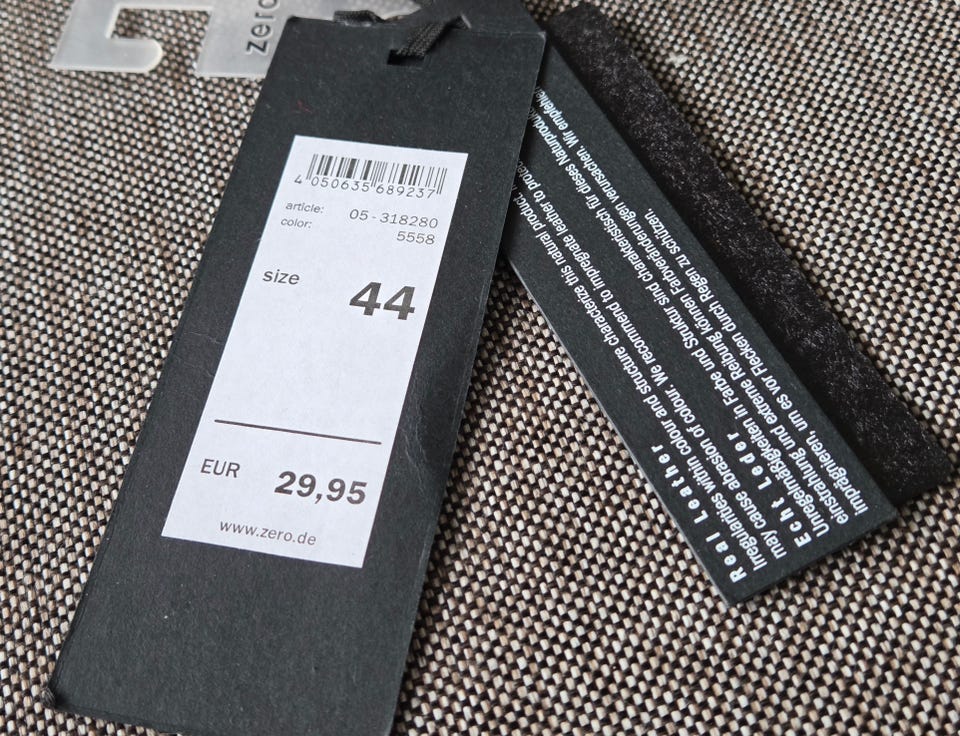 zero
4 050635 689237
article: 05-318280
color: 5558
size 44
EUR 29,95
www.zero.de
Real Leather
Irregularities within colour and structure characterize this natural product,
may cause abrasion of colour. We recommend to impregnate leather to protect
Echt Leder
Unregelmäßigkeiten in Farbe und Struktur sind charakteristisch für dieses Naturprodukt
einstrahlung und extreme Reibung können Farbveränderungen verursachen. Wir empfehlen
imprägnieren, um es vor Flecken durch Regen zu schützen.